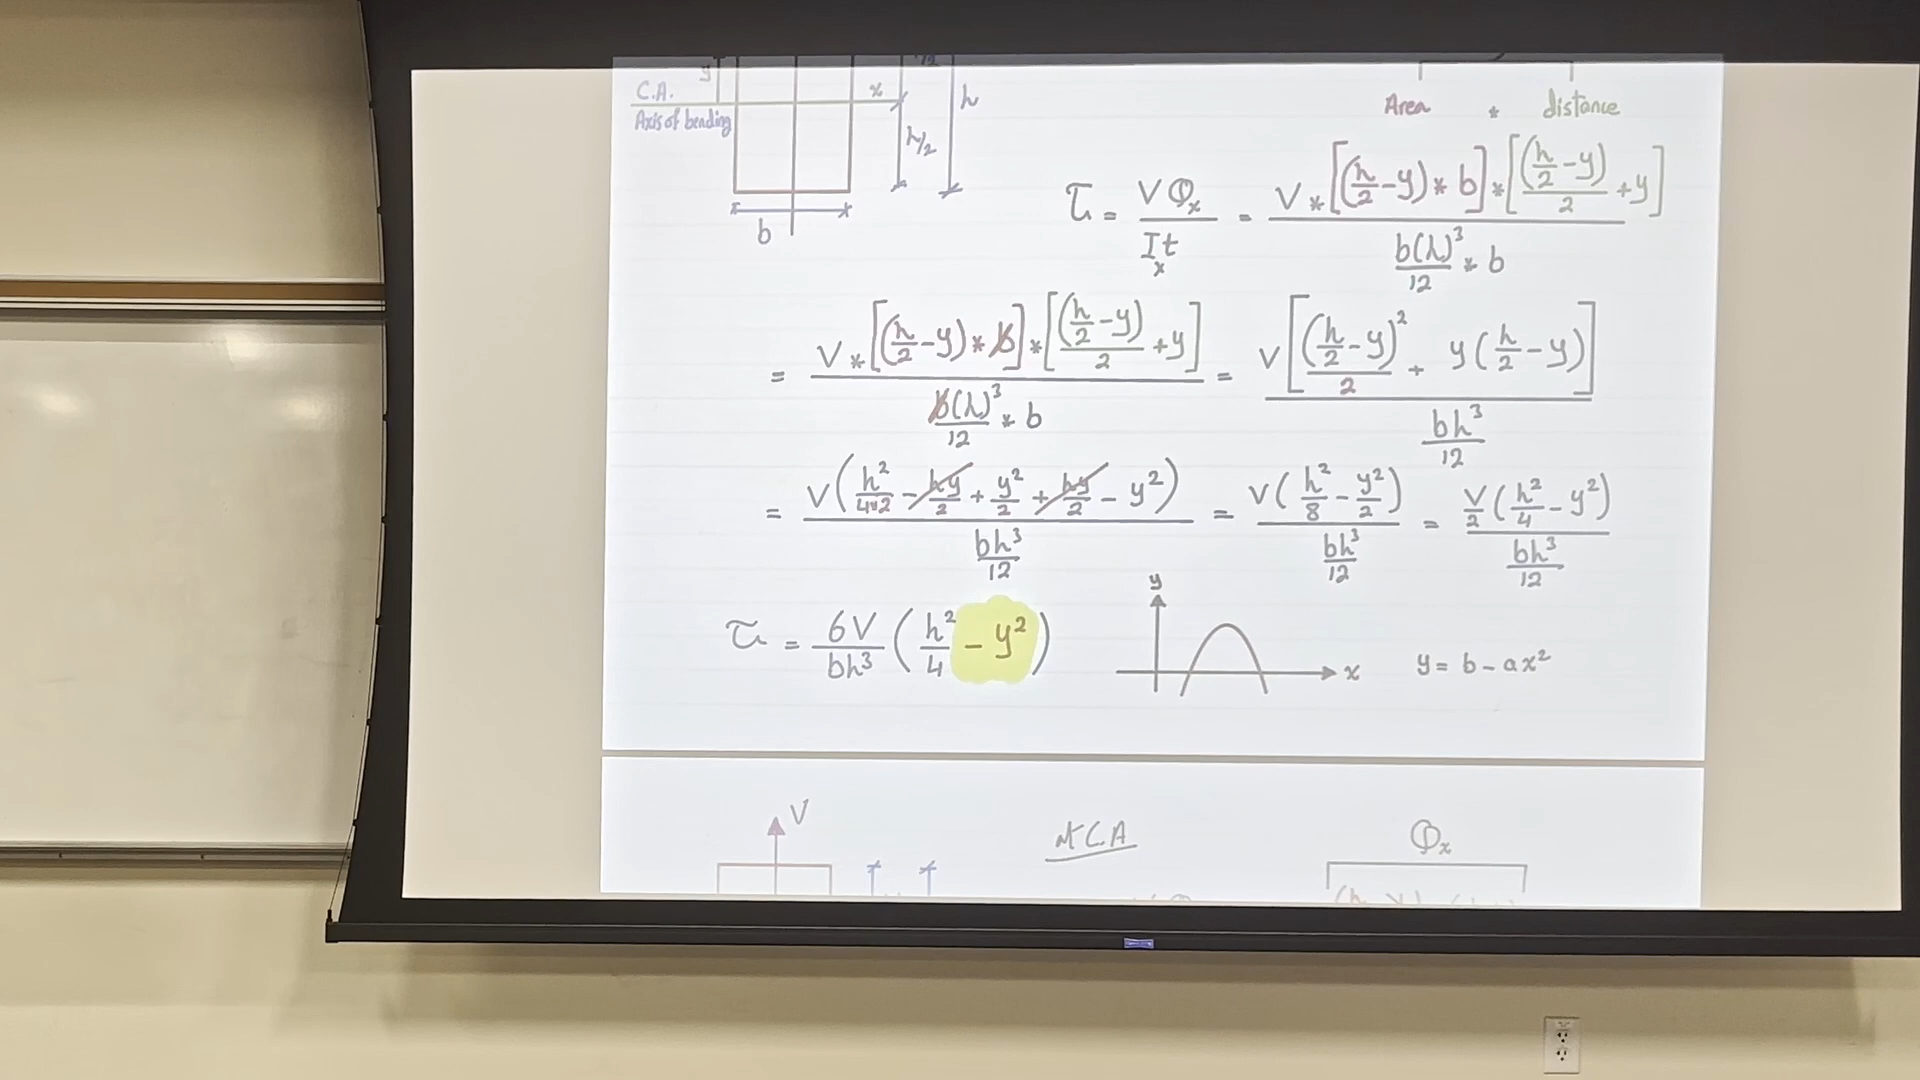 y
C.A. x h
Axis of bending h/2
b
Area * distance
τ = VQx / Ixt = V*[(h/2-y)*b]*[(h/2-y)/2+y] / b(h)³/12 * b
= V*[(h/2-y)*b]*[(h/2-y)/2+y] / b(h)³/12 * b = V[(h/2-y)²/2 + y(h/2-y)] / bh³/12
= V(h²/4*2 - hy/2 + y²/2 + hy/2 - y²) / bh³/12 = V(h²/8 - y²/2) / bh³/12 = V/2(h²/4 - y²) / bh³/12
τ = 6V/bh³ (h²/4 - y²) y x y = b - ax²
V N.C.A Qx